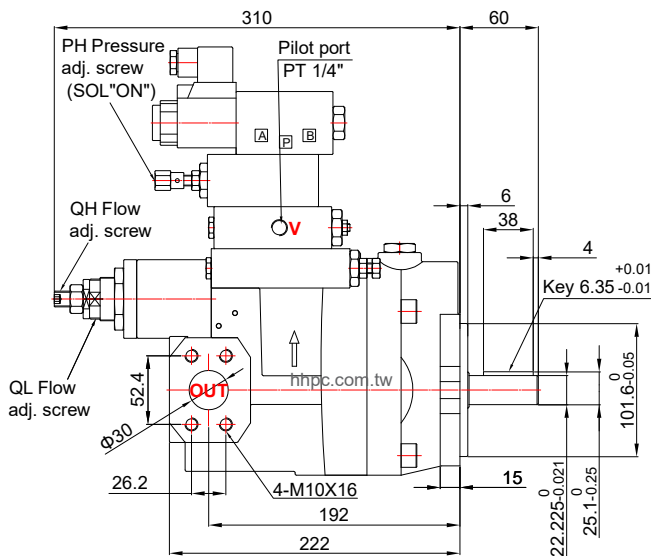 310
60
PH Pressure
adj. screw
(SOL"ON")
Pilot port
PT 1/4"
A
P
B
6
38
4
QH Flow
adj. screw
V
+0.01
Key 6.35 -0.01
QL Flow
adj. screw
52.4
OUT
hhpc.com.tw
Φ30
0
101.6-0.05
26.2
4-M10X16
15
192
222
0
22.225-0.021
0
25.1-0.25